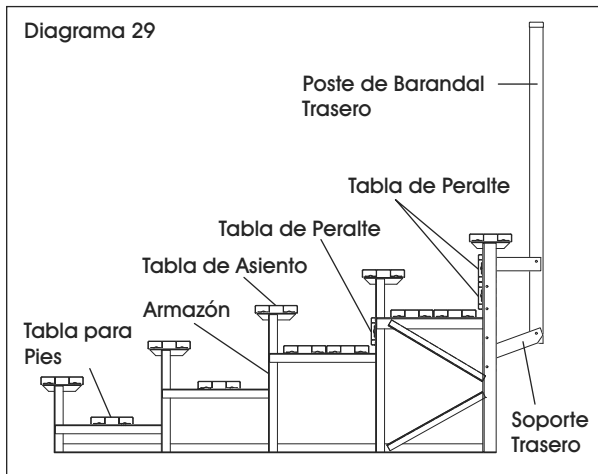 Diagrama 29
Poste de Barandal
Trasero
Tabla de Peralte
Tabla de Peralte
Tabla de Asiento
Armazón
Tabla para
Pies
Soporte
Trasero